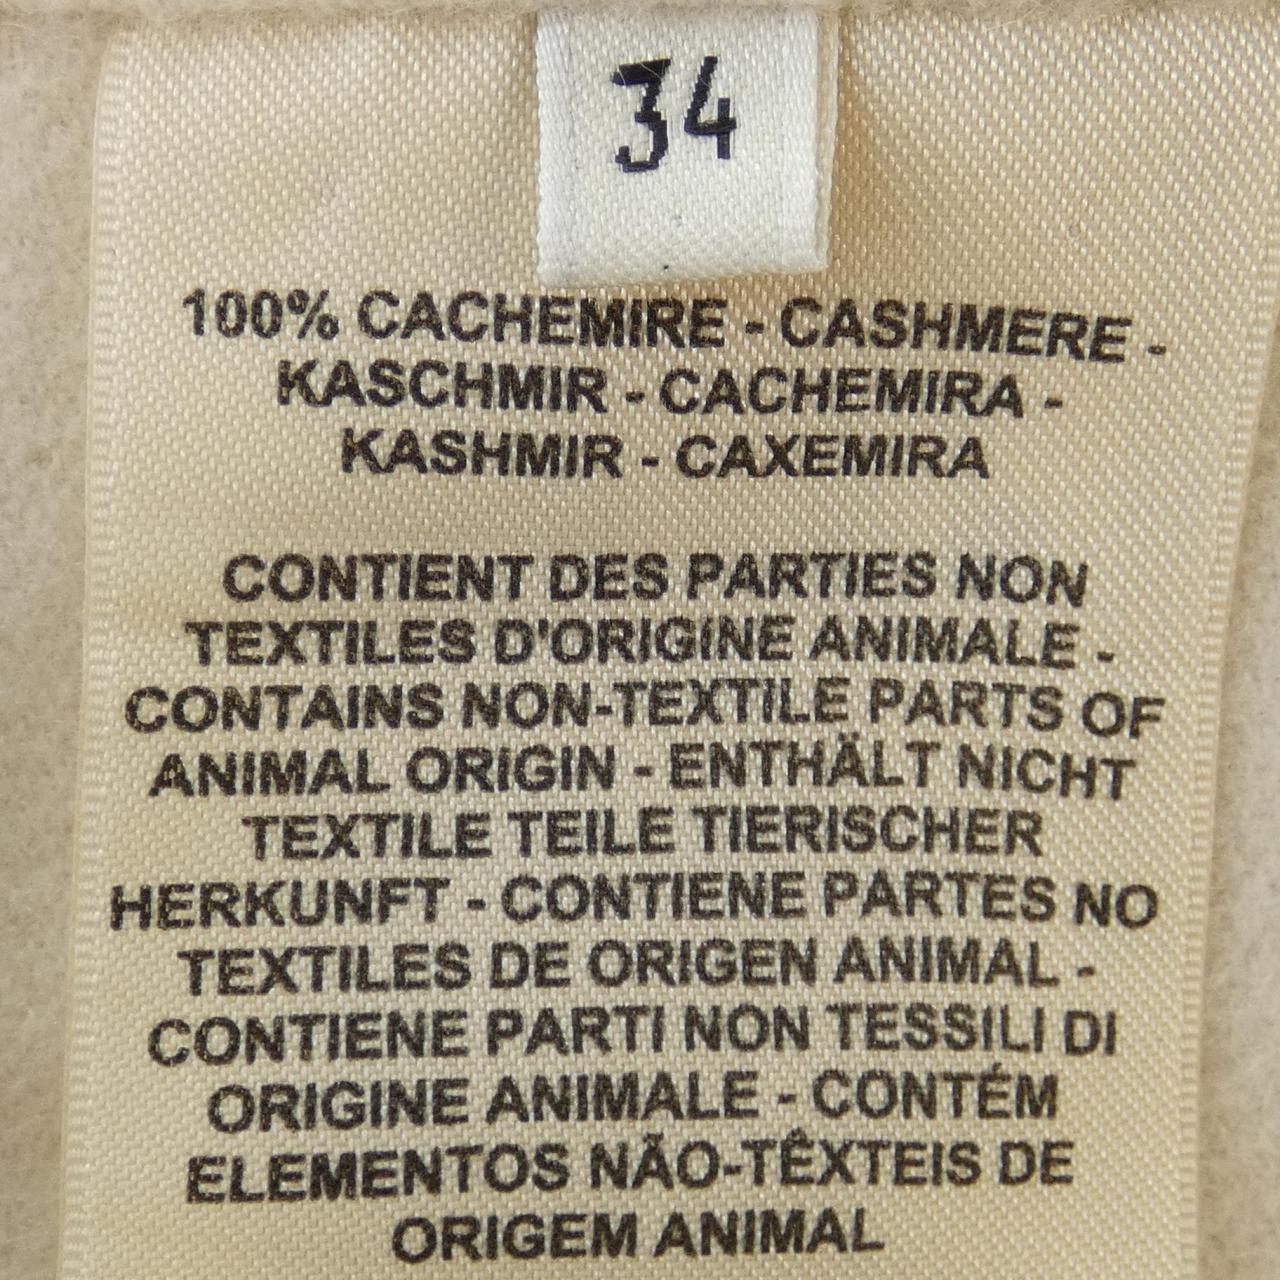 34
100% CACHEMIRE - CASHMERE -
KASCHMIR - CACHEMIRA -
KASHMIR - CAXEMIRA
CONTIENT DES PARTIES NON
TEXTILES D'ORIGINE ANIMALE -
CONTAINS NON-TEXTILE PARTS OF
ANIMAL ORIGIN - ENTHÄLT NICHT
TEXTILE TEILE TIERISCHER
HERKUNFT - CONTIENE PARTES NO
TEXTILES DE ORIGEN ANIMAL -
CONTIENE PARTI NON TESSILI DI
ORIGINE ANIMALE - CONTÉM
ELEMENTOS NÃO-TÊXTEIS DE
ORIGEM ANIMAL